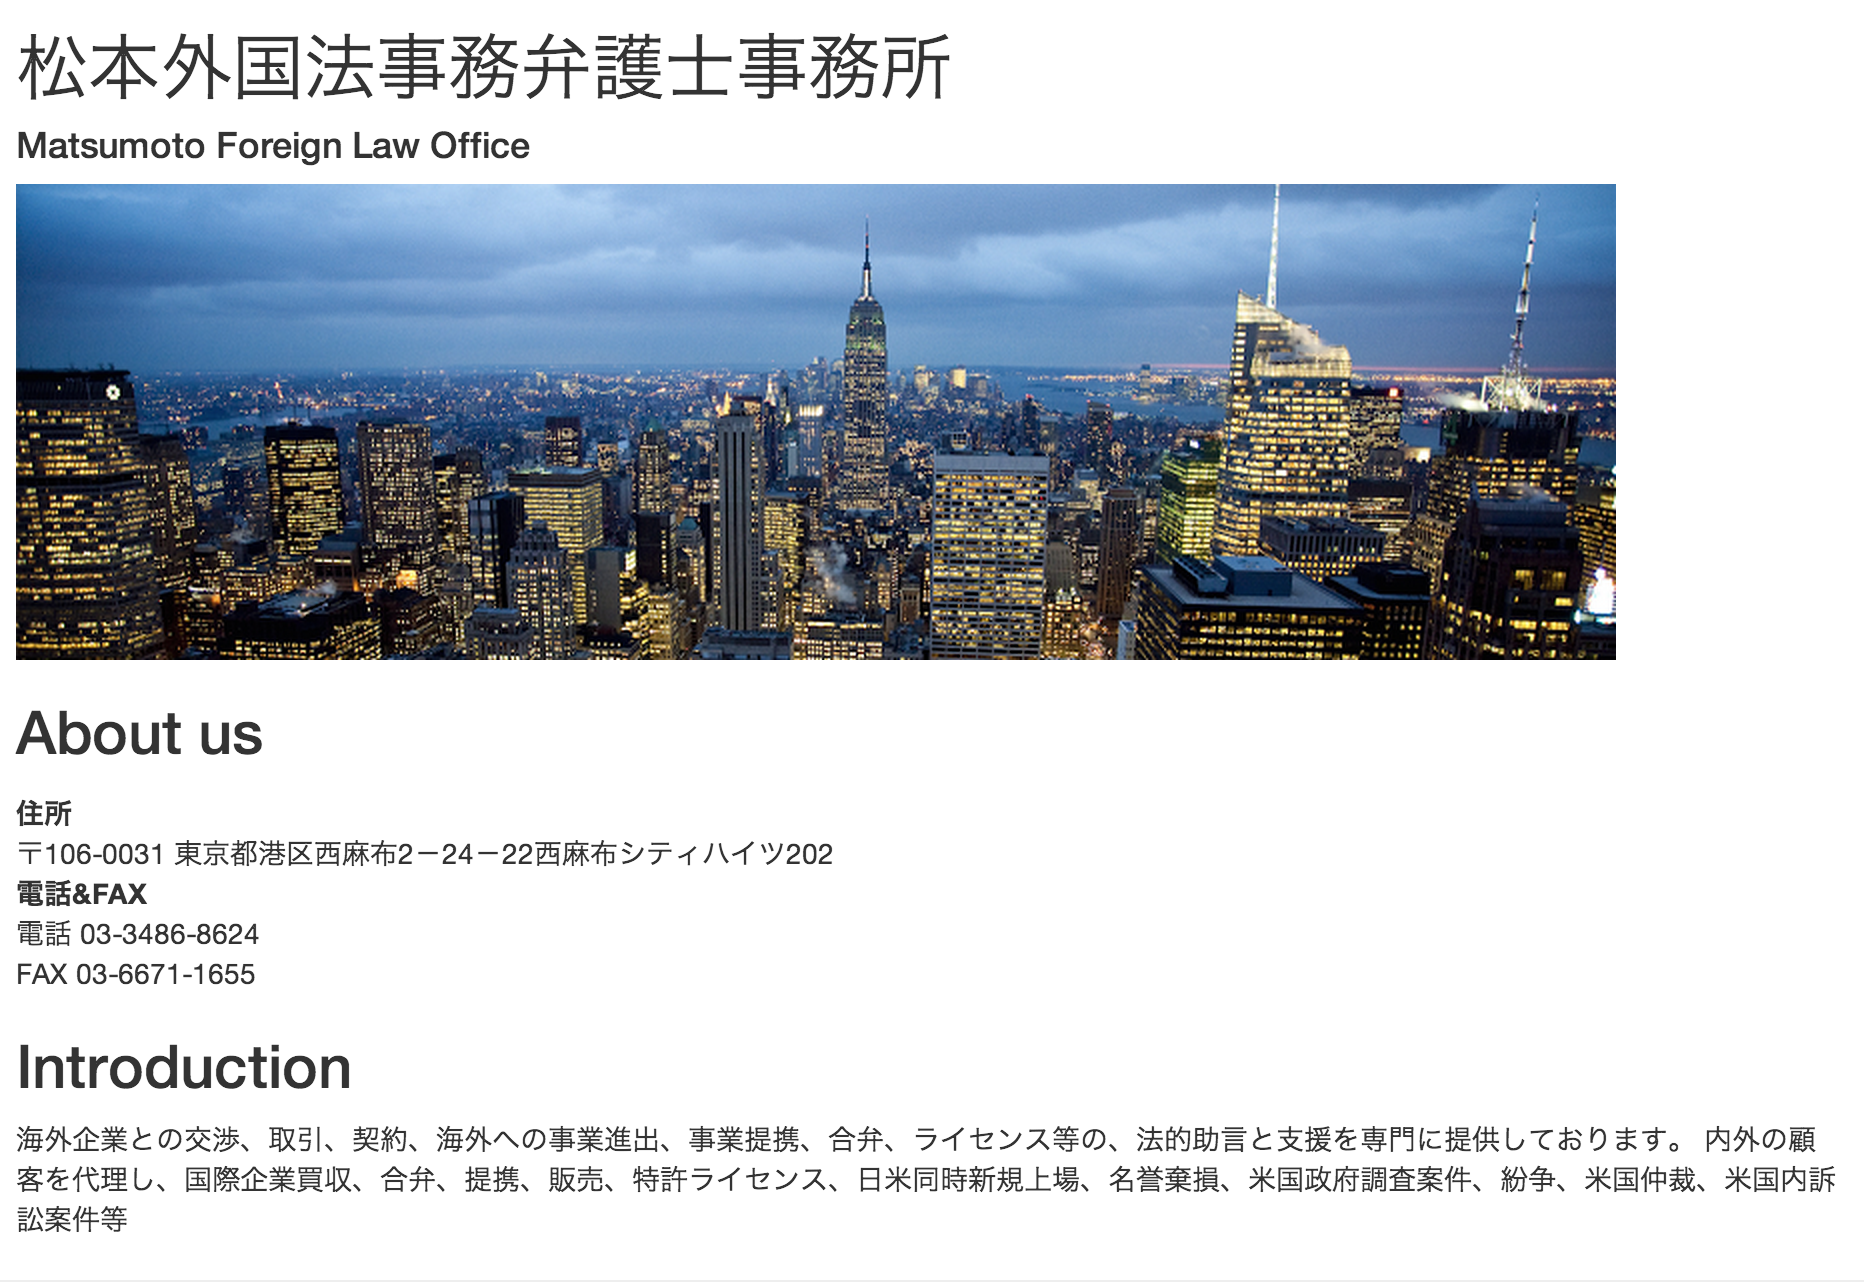 松本外国法事務弁護士事務所
Matsumoto Foreign Law Office
About us
住所
〒106-0031 東京都港区西麻布2－24－22西麻布シティハイツ202
電話&FAX
電話 03-3486-8624
FAX 03-6671-1655
Introduction
海外企業との交渉、取引、契約、海外への事業進出、事業提携、合弁、ライセンス等の、法的助言と支援を専門に提供しております。 内外の顧
客を代理し、国際企業買収、合弁、提携、販売、特許ライセンス、日米同時新規上場、名誉棄損、米国政府調査案件、紛争、米国仲裁、米国内訴
訟案件等